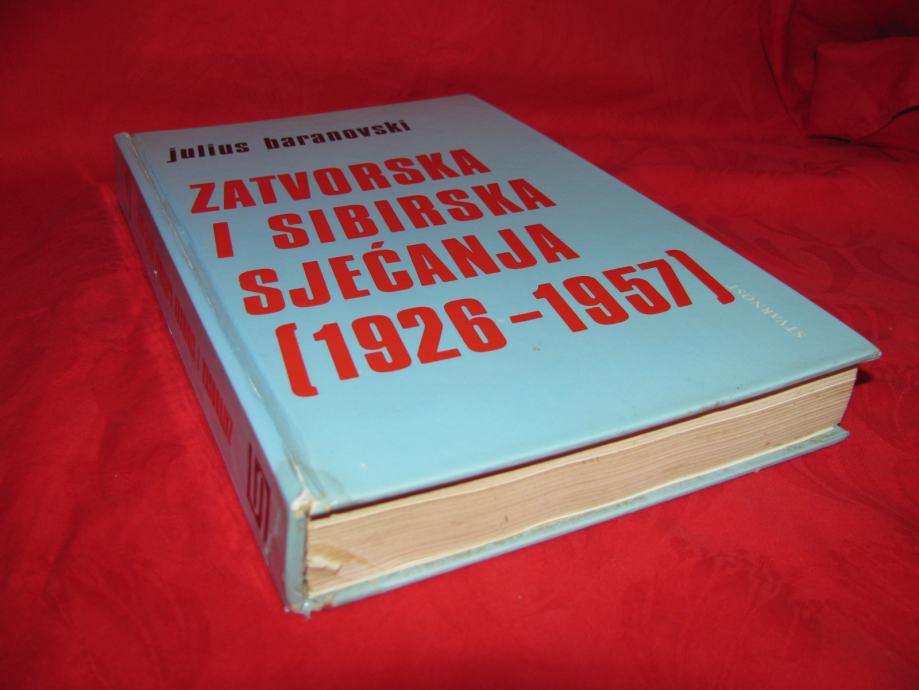 julius baranovski
ZATVORSKA
I SIBIRSKA
SJEĆANJA
(1926–1957)
STVARNOST